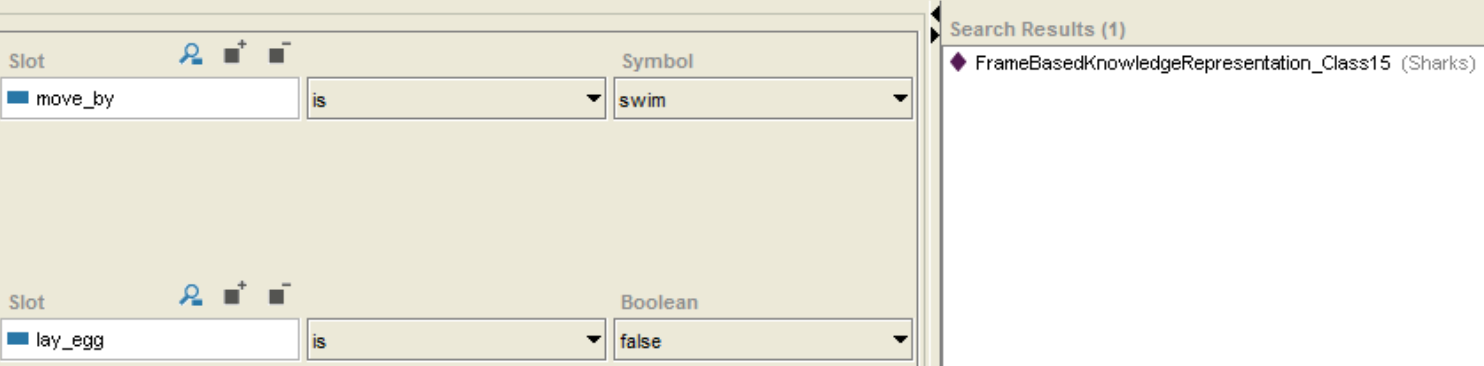 Search Results (1)
FrameBasedKnowledgeRepresentation_Class15 (Sharks)
Slot Symbol
move_by is swim
Slot Boolean
lay_egg is false